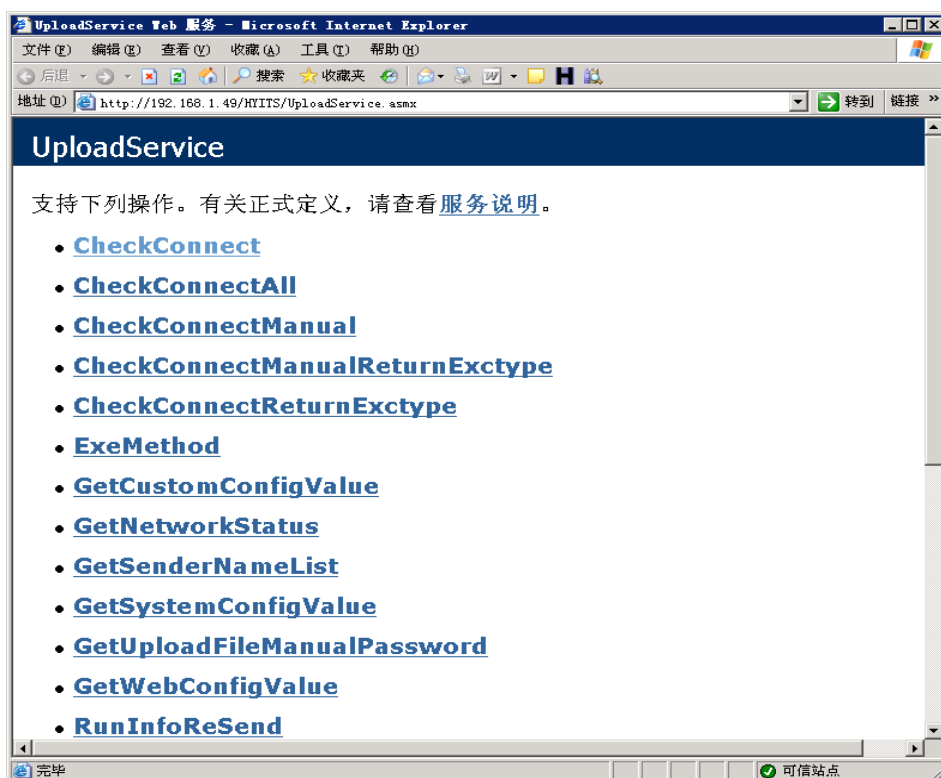 UploadService Web 服务 - Microsoft Internet Explorer
文件(F) 编辑(E) 查看(V) 收藏(A) 工具(T) 帮助(H)
后退 搜索 收藏夹
地址(D) http://192.168.1.49/HYITS/UploadService.asmx 转到 链接 »
UploadService
支持下列操作。有关正式定义，请查看服务说明。
• CheckConnect
• CheckConnectAll
• CheckConnectManual
• CheckConnectManualReturnExctype
• CheckConnectReturnExctype
• ExeMethod
• GetCustomConfigValue
• GetNetworkStatus
• GetSenderNameList
• GetSystemConfigValue
• GetUploadFileManualPassword
• GetWebConfigValue
• RunInfoReSend
完毕 可信站点